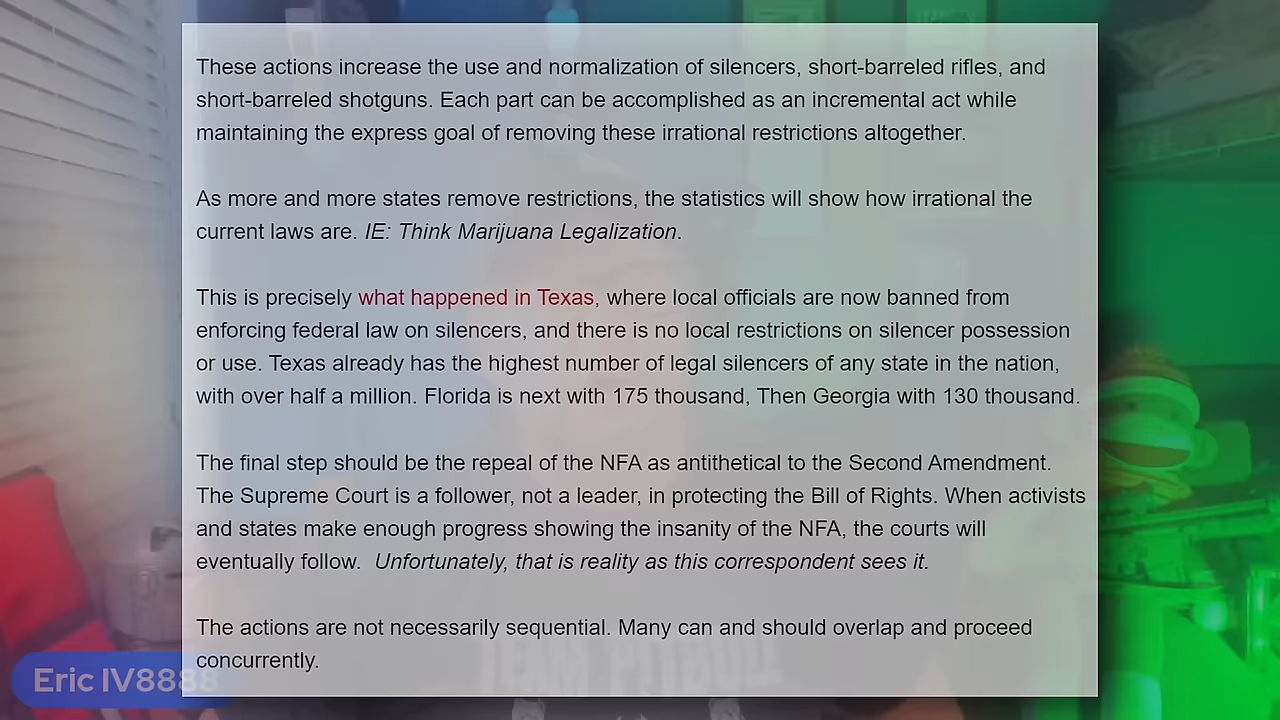 These actions increase the use and normalization of silencers, short-barreled rifles, and
short-barreled shotguns. Each part can be accomplished as an incremental act while
maintaining the express goal of removing these irrational restrictions altogether.
As more and more states remove restrictions, the statistics will show how irrational the
current laws are. IE: Think Marijuana Legalization.
This is precisely what happened in Texas, where local officials are now banned from
enforcing federal law on silencers, and there is no local restrictions on silencer possession
or use. Texas already has the highest number of legal silencers of any state in the nation,
with over half a million. Florida is next with 175 thousand, Then Georgia with 130 thousand.
The final step should be the repeal of the NFA as antithetical to the Second Amendment.
The Supreme Court is a follower, not a leader, in protecting the Bill of Rights. When activists
and states make enough progress showing the insanity of the NFA, the courts will
eventually follow. Unfortunately, that is reality as this correspondent sees it.
The actions are not necessarily sequential. Many can and should overlap and proceed
concurrently.
Eric IV8888
TEAM PITBULL